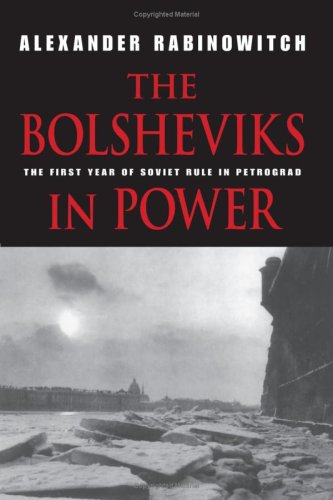 ALEXANDER RABINOWITCH
THE
BOLSHEVIKS
THE FIRST YEAR OF SOVIET RULE IN PETROGRAD
IN POWER